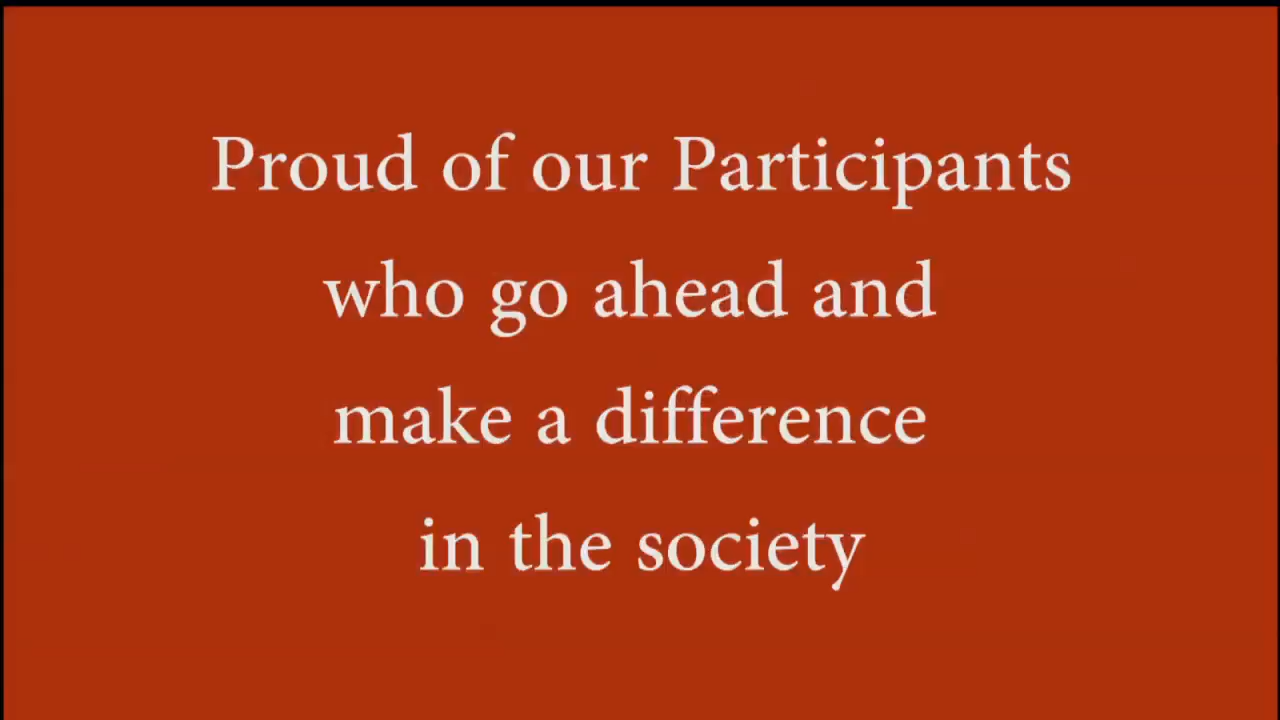 Proud of our Participants
who go ahead and
make a difference
in the society